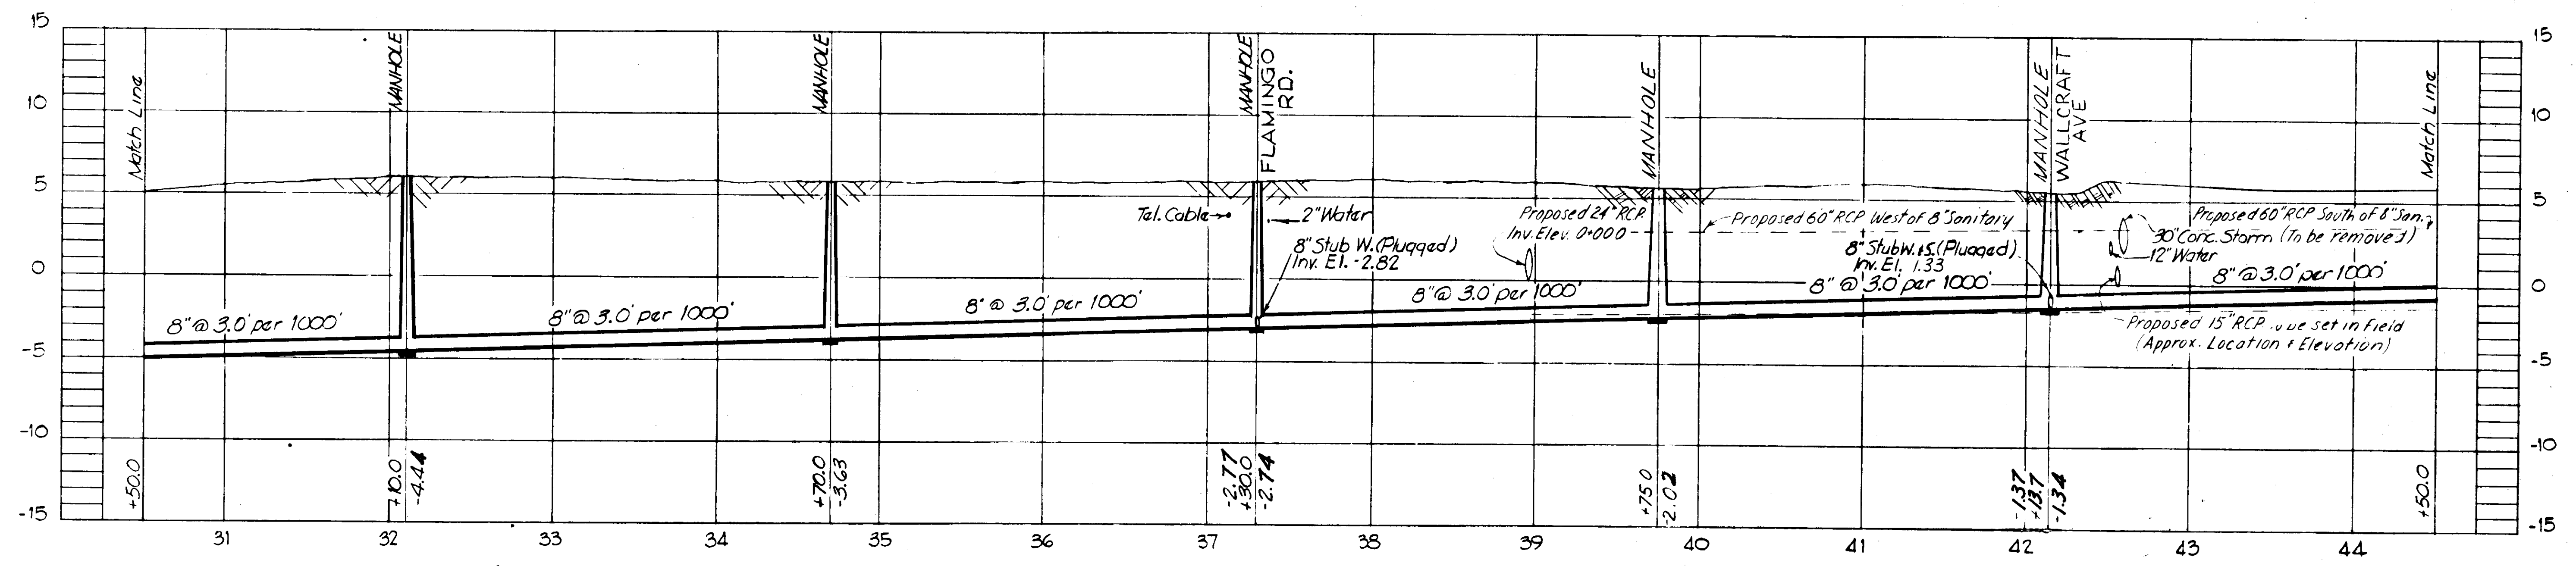 15
10
5
0
-5
-10
-15
Match Line
MANHOLE
MANHOLE
MANHOLE
FLAMINGO
RD.
MANHOLE
MANHOLE
WALLCRAFT
AVE
Match Line
15
10
5
0
-5
-10
-15
Tel. Cable
2" Water
8" Stub W. (Plugged)
Inv. El. -2.82
Proposed 24" RCP.
Inv. Elev. 0+000
Proposed 60" RCP West of 8" Sanitary
8" Stub W.&S. (Plugged)
Inv. El. 1.33
Proposed 60" RCP South of 8" San.
30" Conc. Storm (To be removed)
12" Water
8" @ 3.0' per 1000'
8" @ 3.0' per 1000'
8" @ 3.0' per 1000'
8" @ 3.0' per 1000'
8" @ 3.0' per 1000'
8" @ 3.0' per 1000'
Proposed 15" RCP set in Field
(Approx. Location & Elevation)
+50.0
+10.0
-4.44
+70.0
-3.63
-2.77
+30.0
-2.74
+75.0
-2.02
-1.37
+13.7
-1.34
+50.0
31
32
33
34
35
36
37
38
39
40
41
42
43
44